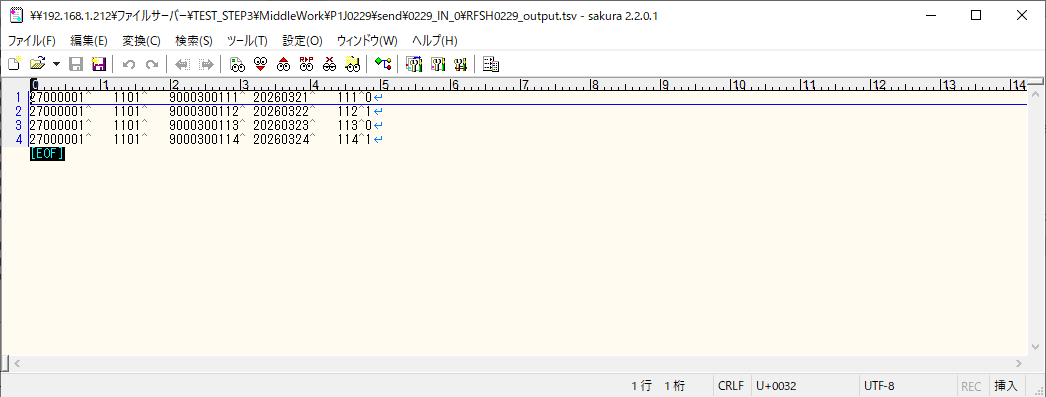 ¥¥192.168.1.212¥ファイルサーバー¥TEST_STEP3¥MiddleWork¥P1J0229¥send¥0229_IN_0¥RFSH0229_output.tsv - sakura 2.2.0.1
ファイル(F) 編集(E) 変換(C) 検索(S) ツール(T) 設定(O) ウィンドウ(W) ヘルプ(H)
0 1 2 3 4 5 6 7 8 9 10 11 12 13 14
1 27000001^ 1101^ 9000300111^ 20260321^ 111^0↵
2 27000001^ 1101^ 9000300112^ 20260322^ 112^1↵
3 27000001^ 1101^ 9000300113^ 20260323^ 113^0↵
4 27000001^ 1101^ 9000300114^ 20260324^ 114^1↵
[EOF]
1 行 1 桁 CRLF U+0032 UTF-8 REC 挿入